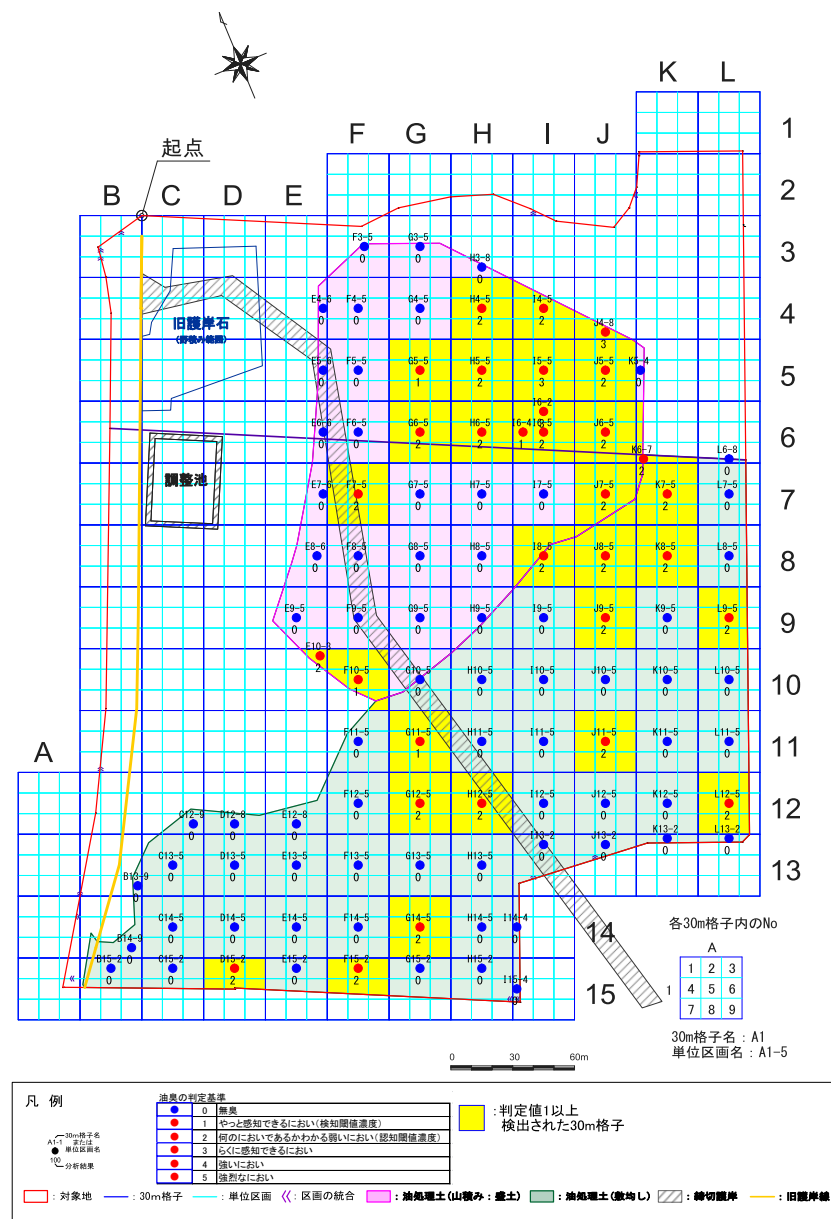 K L
1
F G H I J
起点
2
B C D E
F3-5 0 G3-5 0 H3-8 0
3
旧護岸石
(野積み範囲)
E4-6 0 F4-5 0 G4-5 0 H4-5 2 I4-5 2 J4-8 3
4
E5-6 0 F5-5 0 G5-5 1 H5-5 2 I5-5 3 J5-5 2 K5-4 0
5
I6-2
E6-6 0 F6-5 0 G6-5 2 H6-5 2 I6-4 1 J6-5 2 K6-7 2 L6-8 0
6
調整池
E7-6 0 F7-5 2 G7-5 0 H7-5 0 I7-5 0 J7-5 2 K7-5 2 L7-5 0
7
E8-6 0 F8-5 0 G8-5 0 H8-5 0 I8-5 2 J8-5 2 K8-5 2 L8-5 0
8
E9-5 0 F9-5 0 G9-5 0 H9-5 0 I9-5 0 J9-5 2 K9-5 0 L9-5 2
9
E10-3 2 F10-5 1 G10-5 0 H10-5 0 I10-5 0 J10-5 0 K10-5 0 L10-5 0
10
A
F11-5 0 G11-5 1 H11-5 0 I11-5 0 J11-5 2 K11-5 0 L11-5 0
11
C12-9 0 D12-8 0 E12-8 0 F12-5 0 G12-5 2 H12-5 2 I12-5 0 J12-5 0 K12-5 0 L12-5 2
12
B13-9 0 C13-5 0 D13-5 0 E13-5 0 F13-5 0 G13-5 0 H13-5 0 I13-2 0 J13-2 0 K13-2 0 L13-2 0
13
B14-9 0 C14-5 0 D14-5 0 E14-5 0 F14-5 0 G14-5 2 H14-5 0 I14-4 0
14
B15-2 0 C15-2 0 D15-2 2 E15-2 0 F15-2 2 G15-2 0 H15-2 0 I15-4 0
15
各30m格子内のNo
A
1 1 2 3
4 5 6
7 8 9
30m格子名:A1
単位区画名:A1-5
0 30 60m
凡 例
30m格子名
または
単位区画名
A1-1
100
分析結果
油臭の判定基準
0 無臭
1 やっと感知できるにおい(検知閾値濃度)
2 何のにおいであるかわかる弱いにおい(認知閾値濃度)
3 らくに感知できるにおい
4 強いにおい
5 強烈なにおい
:判定値1以上
検出された30m格子
:対象地 :30m格子 :単位区画 :区画の統合 :油処理土(山積み:盛土) :油処理土(敷均し) :締切護岸 :旧護岸線